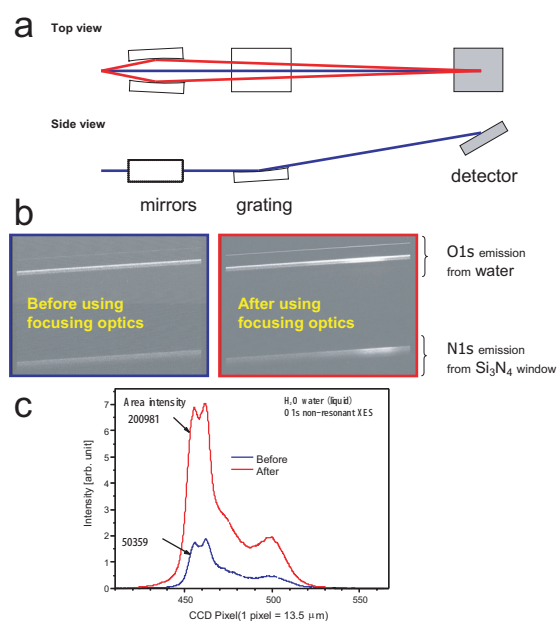 a
Top view
Side view
mirrors
grating
detector
b
Before using
focusing optics
After using
focusing optics
O1s emission
from water
N1s emission
from Si₃N₄ window
c
Area intensity
200981
50359
H₂O water (liquid)
O1s non-resonant XES
Before
After
Intensity [arb. unit]
7
6
5
4
3
2
1
0
450
500
550
CCD Pixel(1 pixel = 13.5 µm)